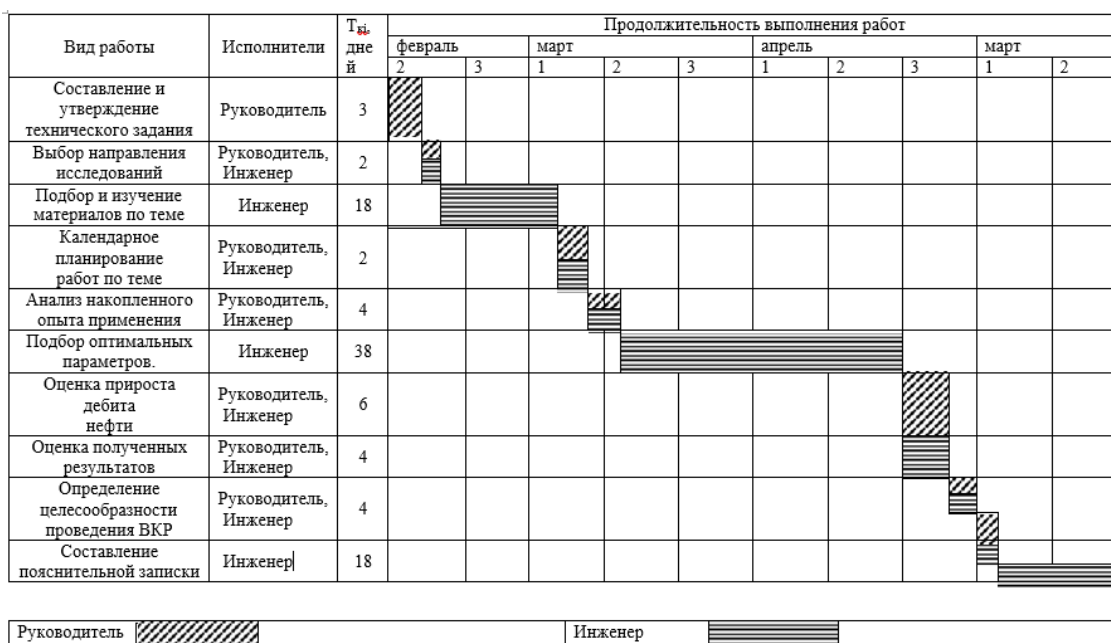 Вид работы
Исполнители
Ткi,
дне
й
Продолжительность выполнения работ
февраль
март
апрель
март
2
3
1
2
3
1
2
3
1
2
Составление и
утверждение
технического задания
Руководитель
3
Выбор направления
исследований
Руководитель,
Инженер
2
Подбор и изучение
материалов по теме
Инженер
18
Календарное
планирование
работ по теме
Руководитель,
Инженер
2
Анализ накопленного
опыта применения
Руководитель,
Инженер
4
Подбор оптимальных
параметров.
Инженер
38
Оценка прироста
дебита
нефти
Руководитель,
Инженер
6
Оценка полученных
результатов
Руководитель,
Инженер
4
Определение
целесообразности
проведения ВКР
Руководитель,
Инженер
4
Составление
пояснительной записки
Инженер
18
Руководитель
Инженер